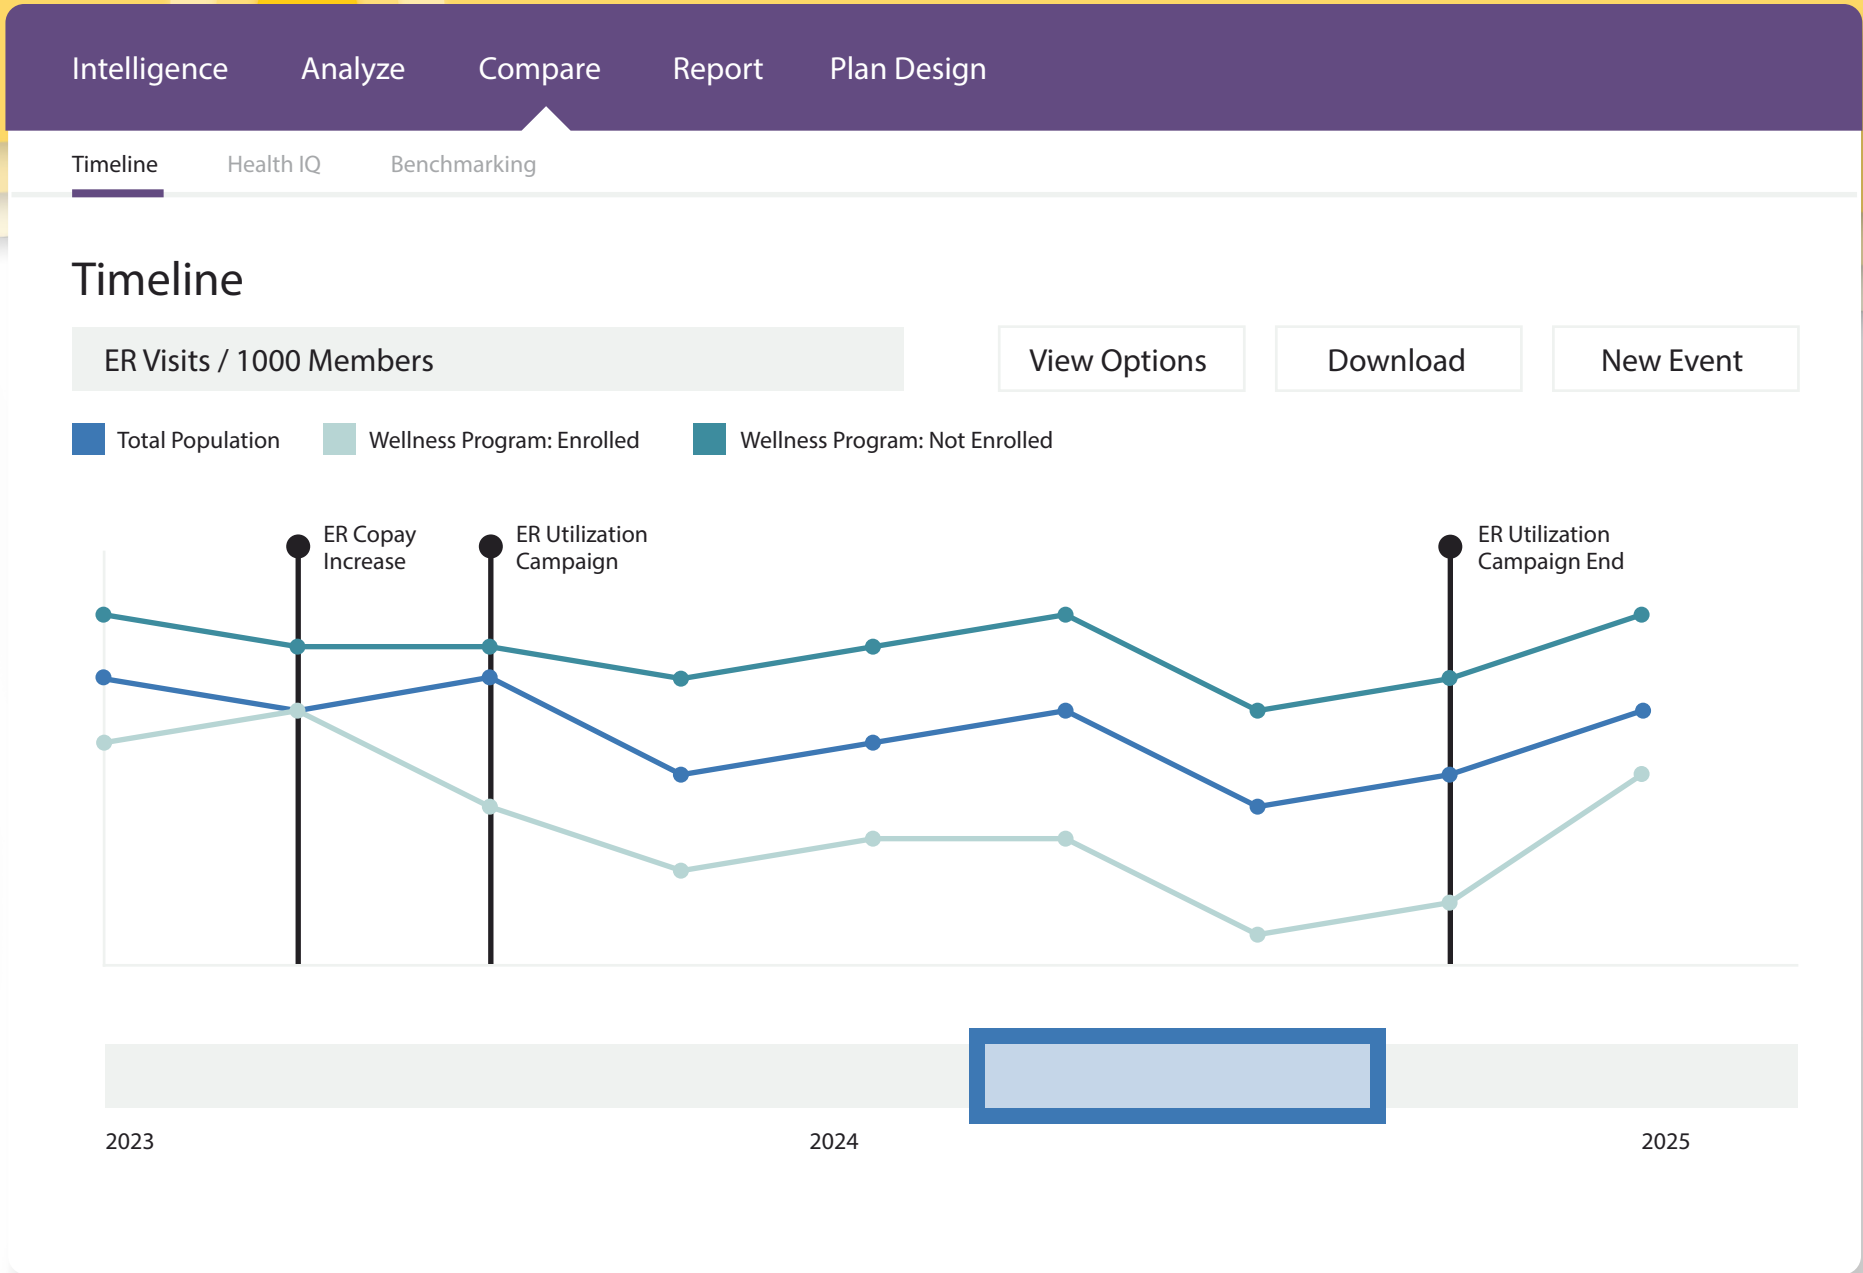 Intelligence Analyze Compare Report Plan Design
Timeline Health IQ Benchmarking
Timeline
ER Visits / 1000 Members
View Options
Download
New Event
Total Population
Wellness Program: Enrolled
Wellness Program: Not Enrolled
ER Copay
Increase
ER Utilization
Campaign
ER Utilization
Campaign End
2023 2024 2025